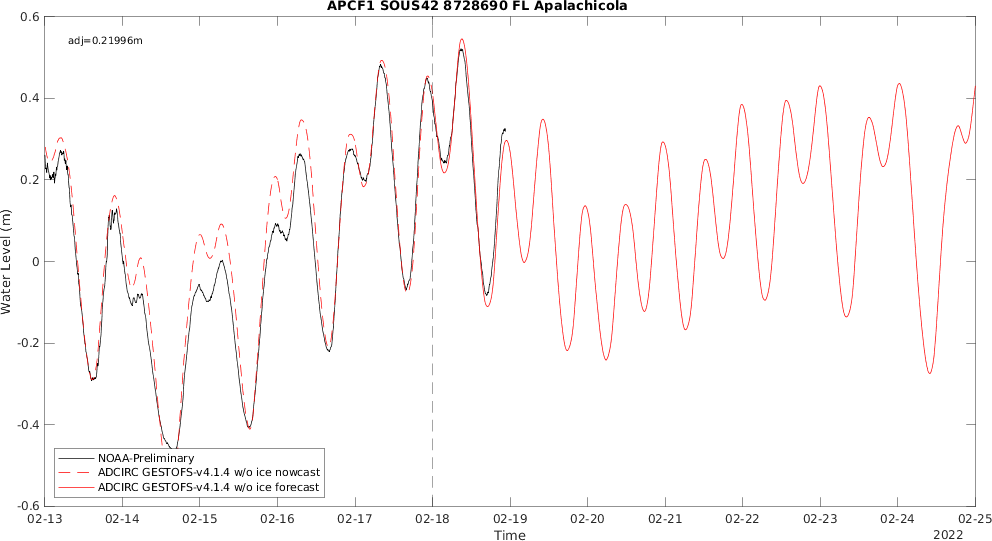 APCF1 SOUS42 8728690 FL Apalachicola
adj=0.21996m
0.6
0.4
0.2
0
-0.2
-0.4
-0.6
Water Level (m)
NOAA-Preliminary
ADCIRC GESTOFS-v4.1.4 w/o ice nowcast
ADCIRC GESTOFS-v4.1.4 w/o ice forecast
02-13 02-14 02-15 02-16 02-17 02-18 02-19 02-20 02-21 02-22 02-23 02-24 02-25
Time
2022